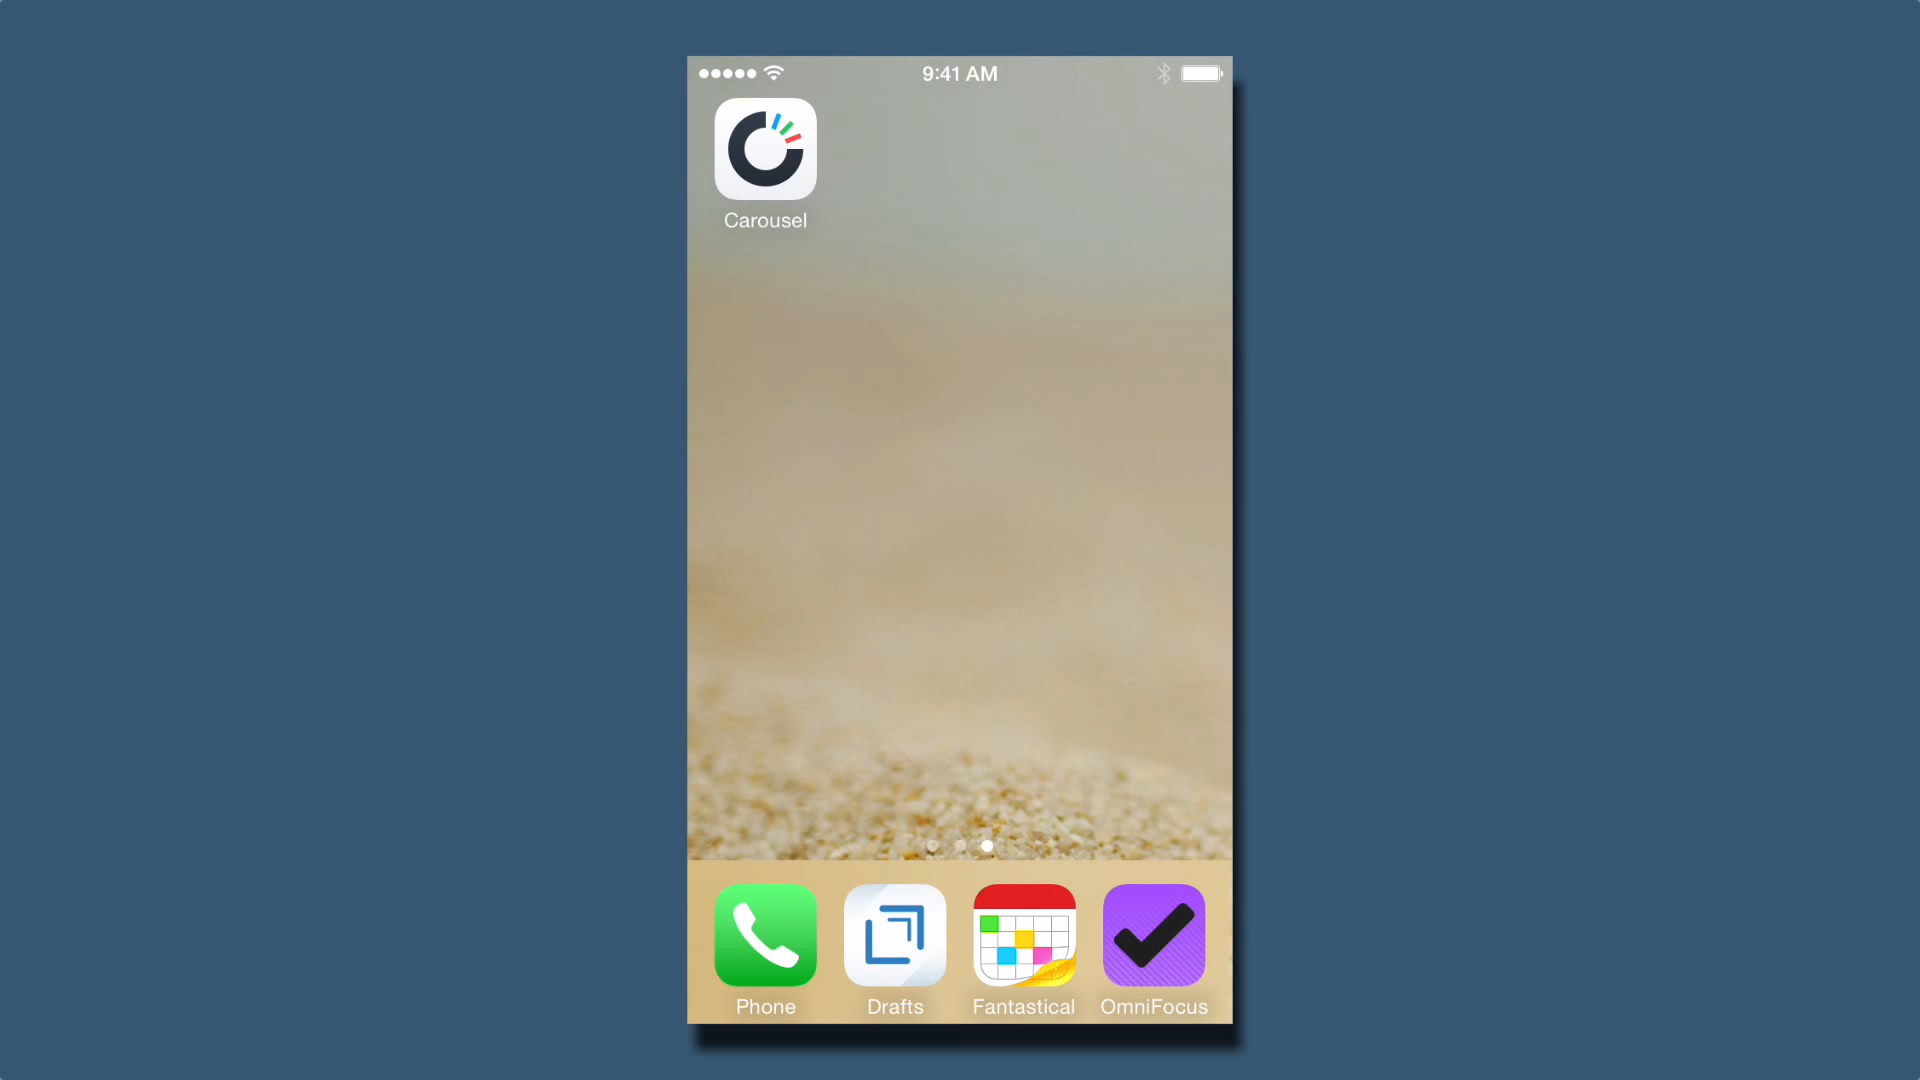 9:41 AM
Carousel
Phone
Drafts
Fantastical
OmniFocus